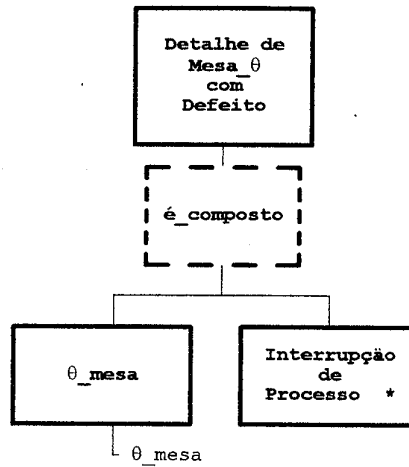 Detalhe de
Mesa_θ
com
Defeito
é_composto
θ_mesa
Interrupção
de
Processo *
θ_mesa